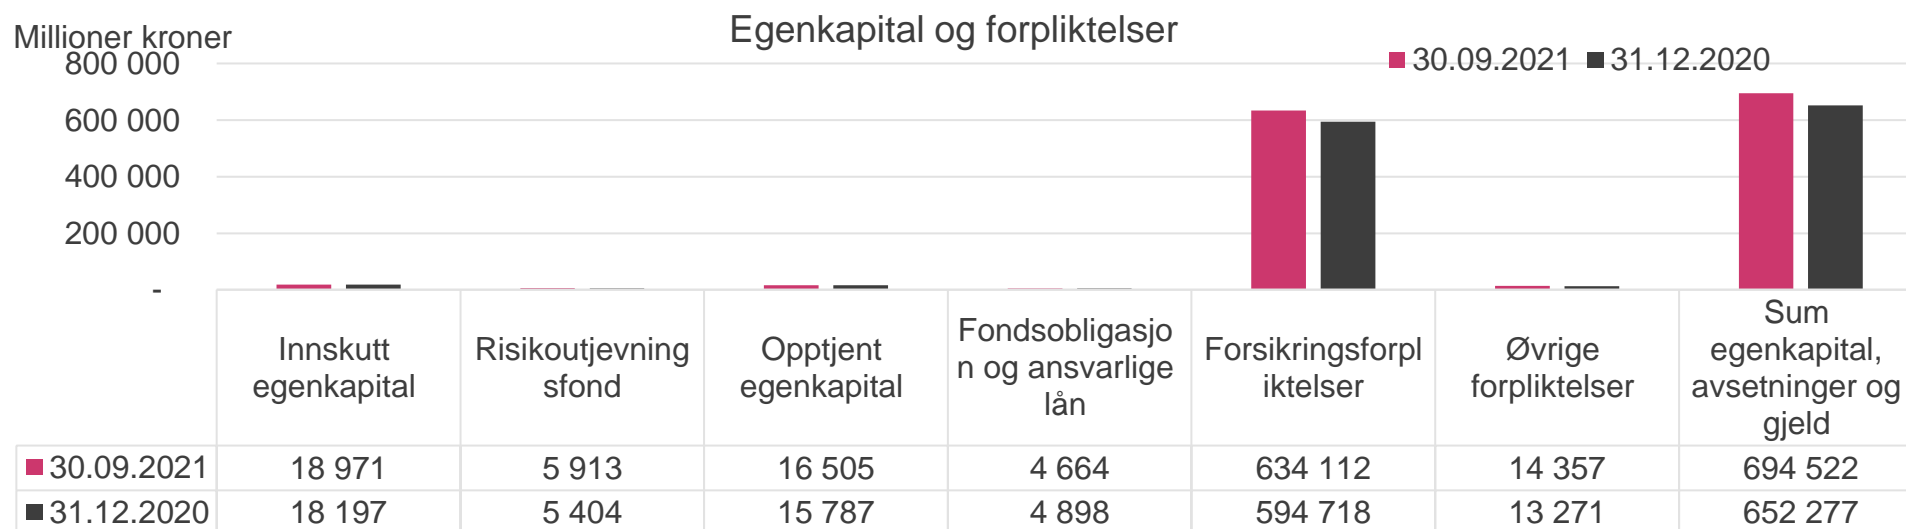 Egenkapital og forpliktelser
Millioner kroner
30.09.2021 31.12.2020
800 000
600 000
400 000
200 000
-
Innskutt
egenkapital
Risikoutjevning
sfond
Opptjent
egenkapital
Fondsobligasjo
n og ansvarlige
lån
Forsikringsforpl
iktelser
Øvrige
forpliktelser
Sum
egenkapital,
avsetninger og
gjeld
30.09.2021 18 971 5 913 16 505 4 664 634 112 14 357 694 522
31.12.2020 18 197 5 404 15 787 4 898 594 718 13 271 652 277